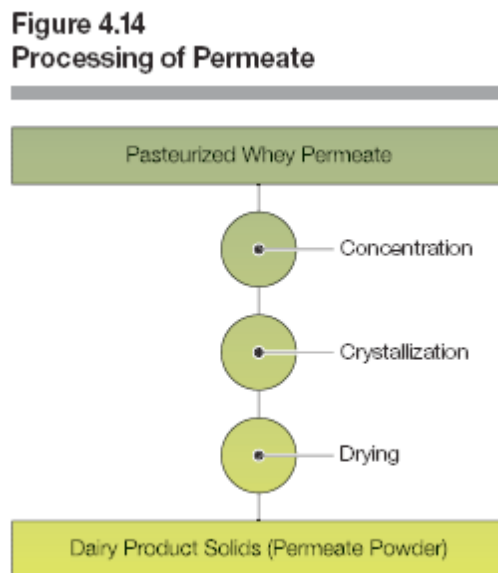 Figure 4.14
Processing of Permeate
Pasteurized Whey Permeate
Concentration
Crystallization
Drying
Dairy Product Solids (Permeate Powder)